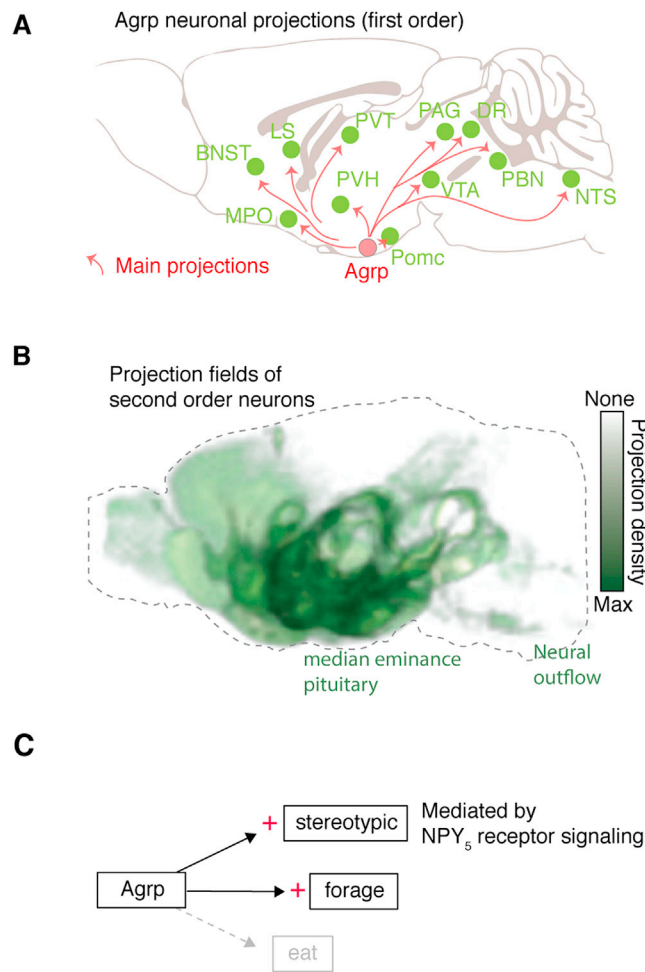 A
Agrp neuronal projections (first order)
PAG DR
LS PVT
BNST
PVH
VTA PBN NTS
MPO
Pomc
Main projections
Agrp
B
Projection fields of
second order neurons
None
Projection density
Max
median eminance
pituitary
Neural
outflow
C
+ stereotypic
Mediated by
NPY₅ receptor signaling
Agrp
+ forage
eat